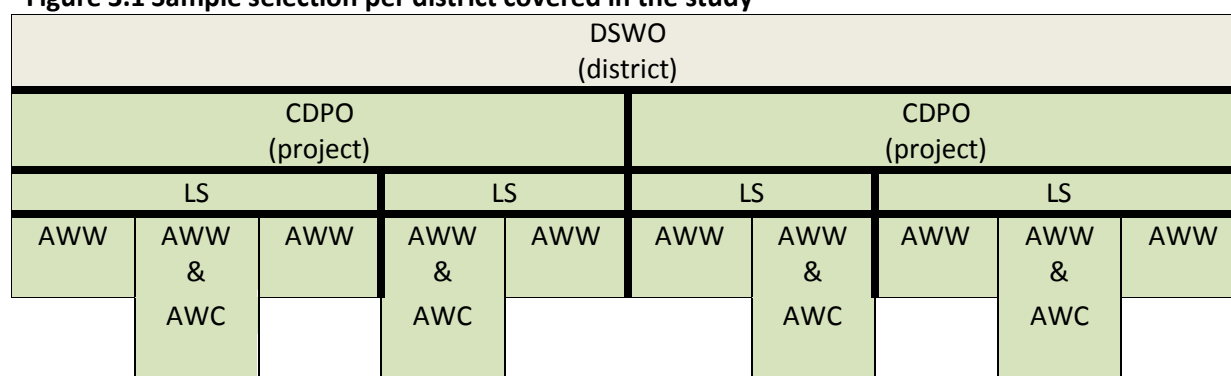 Figure 3.1 Sample selection per district covered in the study
DSWO
(district)
CDPO CDPO
(project) (project)
LS LS LS LS
AWW AWW AWW AWW AWW AWW AWW AWW AWW AWW
& & & &
AWC AWC AWC AWC